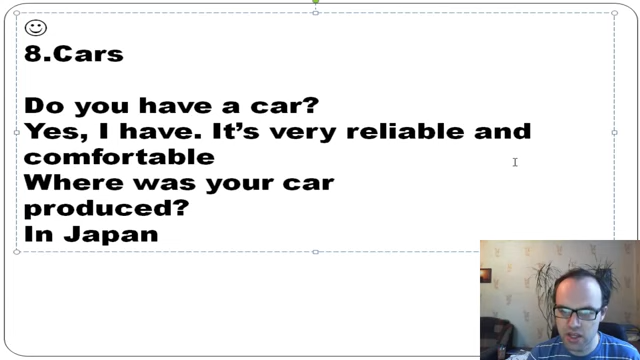 ☺
8.Cars
Do you have a car?
Yes, I have. It's very reliable and
comfortable
Where was your car
produced?
In Japan